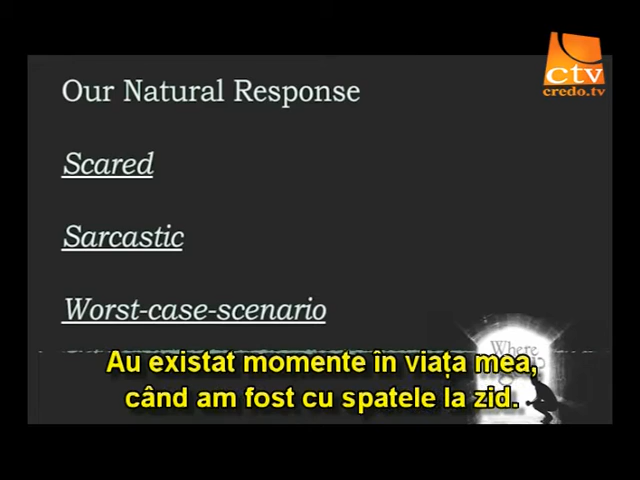 ctv
credo.tv
Our Natural Response
Scared
Sarcastic
Worst-case-scenario
Where
Au existat momente în viața mea,
când am fost cu spatele la zid.